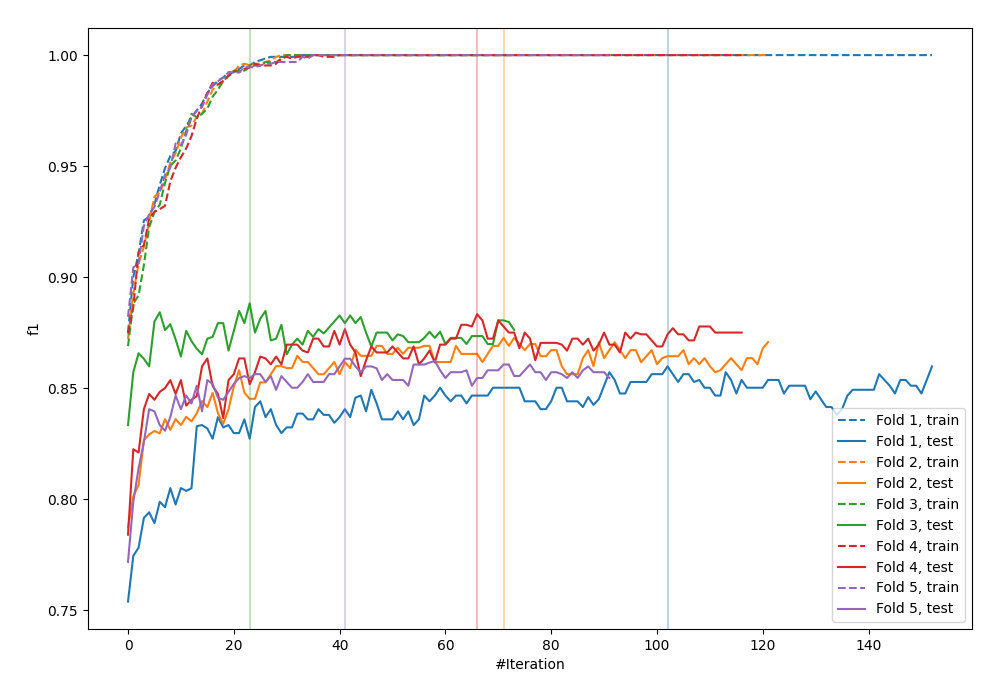 1.00
0.95
0.90
0.85
0.80
0.75
f1
0
20
40
60
80
100
120
140
#Iteration
Fold 1, train
Fold 1, test
Fold 2, train
Fold 2, test
Fold 3, train
Fold 3, test
Fold 4, train
Fold 4, test
Fold 5, train
Fold 5, test